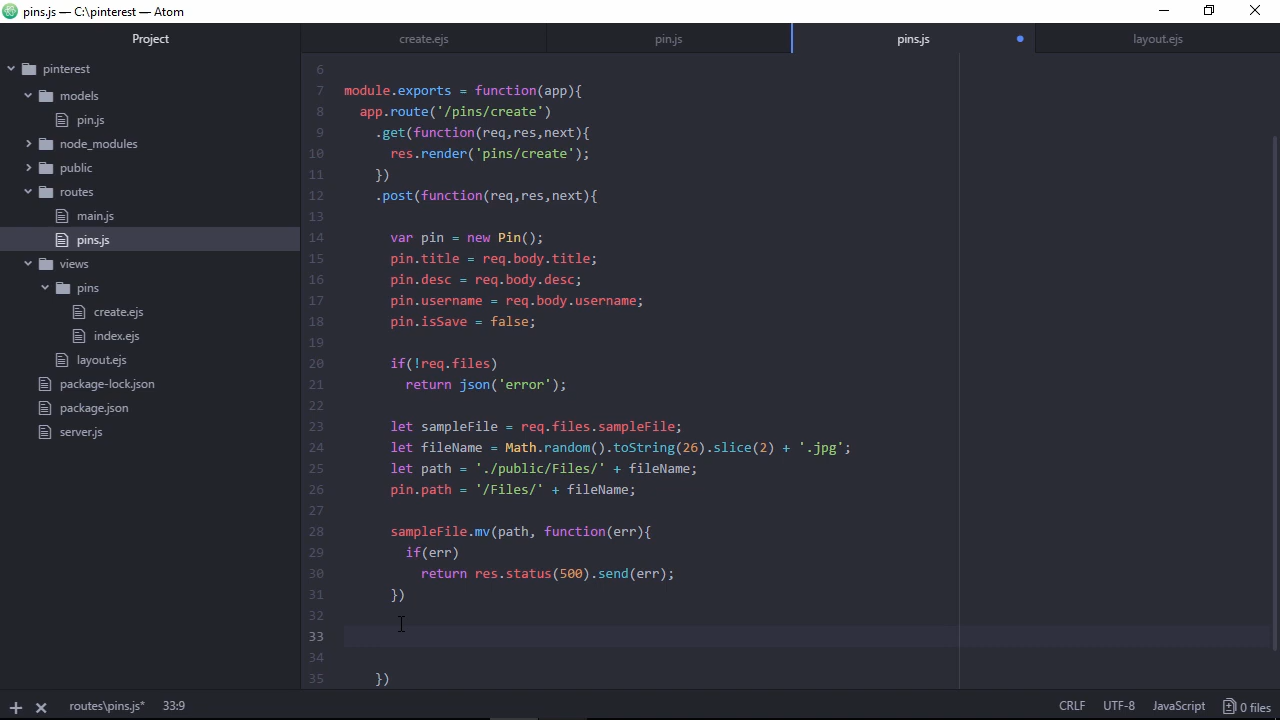 pins.js — C:\pinterest — Atom
Project
create.ejs
pin.js
pins.js
layout.ejs
pinterest
models
pin.js
node_modules
public
routes
main.js
pins.js
views
pins
create.ejs
index.ejs
layout.ejs
package-lock.json
package.json
server.js
6
7 module.exports = function(app){
8 app.route('/pins/create')
9 .get(function(req,res,next){
10 res.render('pins/create');
11 })
12 .post(function(req,res,next){
13
14 var pin = new Pin();
15 pin.title = req.body.title;
16 pin.desc = req.body.desc;
17 pin.username = req.body.username;
18 pin.isSave = false;
19
20 if(!req.files)
21 return json('error');
22
23 let sampleFile = req.files.sampleFile;
24 let fileName = Math.random().toString(26).slice(2) + '.jpg';
25 let path = './public/Files/' + fileName;
26 pin.path = '/Files/' + fileName;
27
28 sampleFile.mv(path, function(err){
29 if(err)
30 return res.status(500).send(err);
31 })
32
33
34
35 })
routes\pins.js* 33:9 CRLF UTF-8 JavaScript 0 files